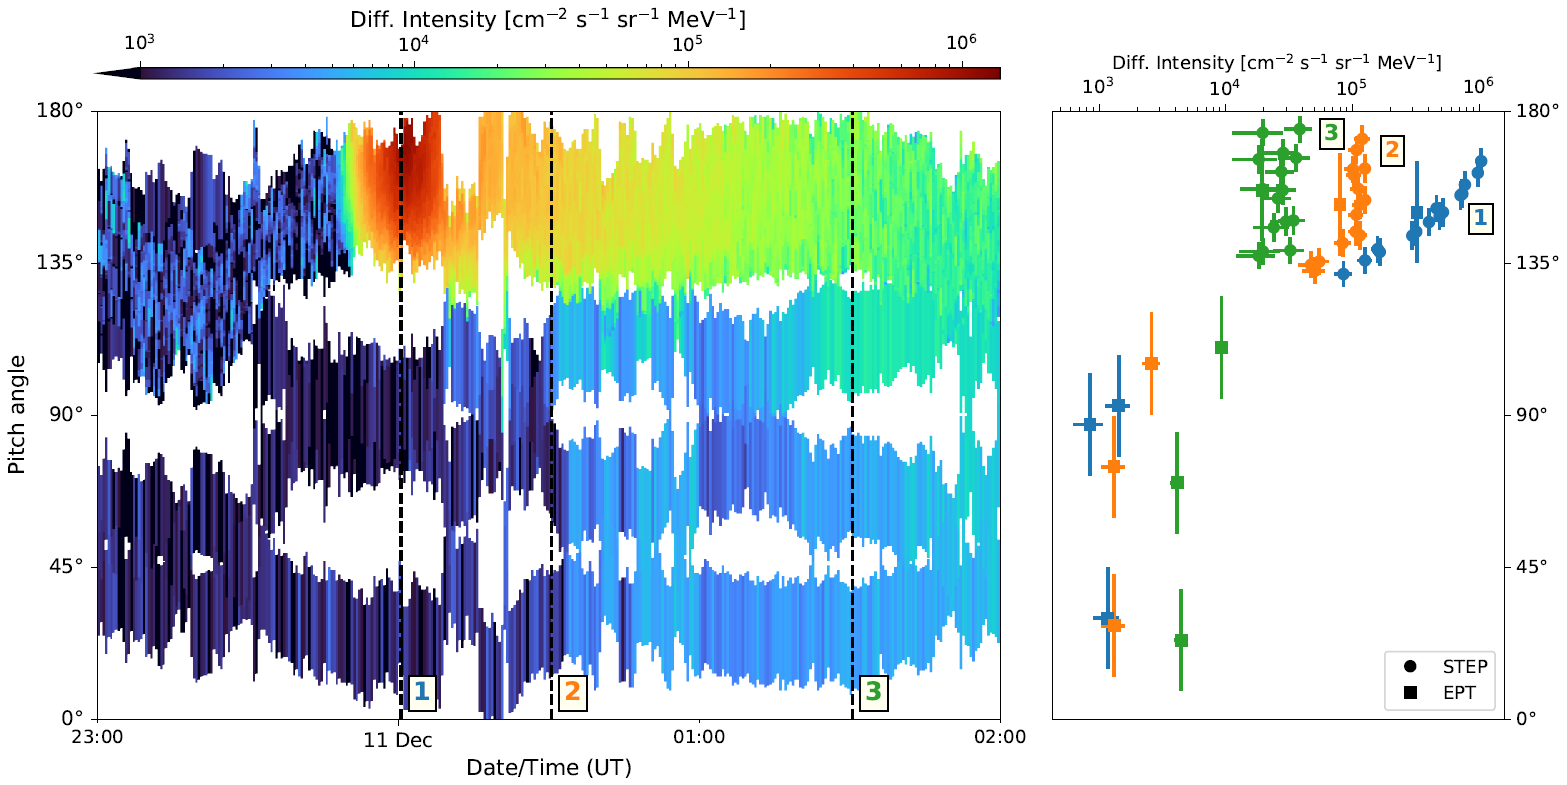 Diff. Intensity [cm⁻² s⁻¹ sr⁻¹ MeV⁻¹]
10³ 10⁴ 10⁵ 10⁶
Diff. Intensity [cm⁻² s⁻¹ sr⁻¹ MeV⁻¹]
10³ 10⁴ 10⁵ 10⁶
Pitch angle
180°
135°
90°
45°
0°
1 2 3
23:00 11 Dec 01:00 02:00
Date/Time (UT)
3
2
1
180°
135°
90°
45°
0°
STEP
EPT